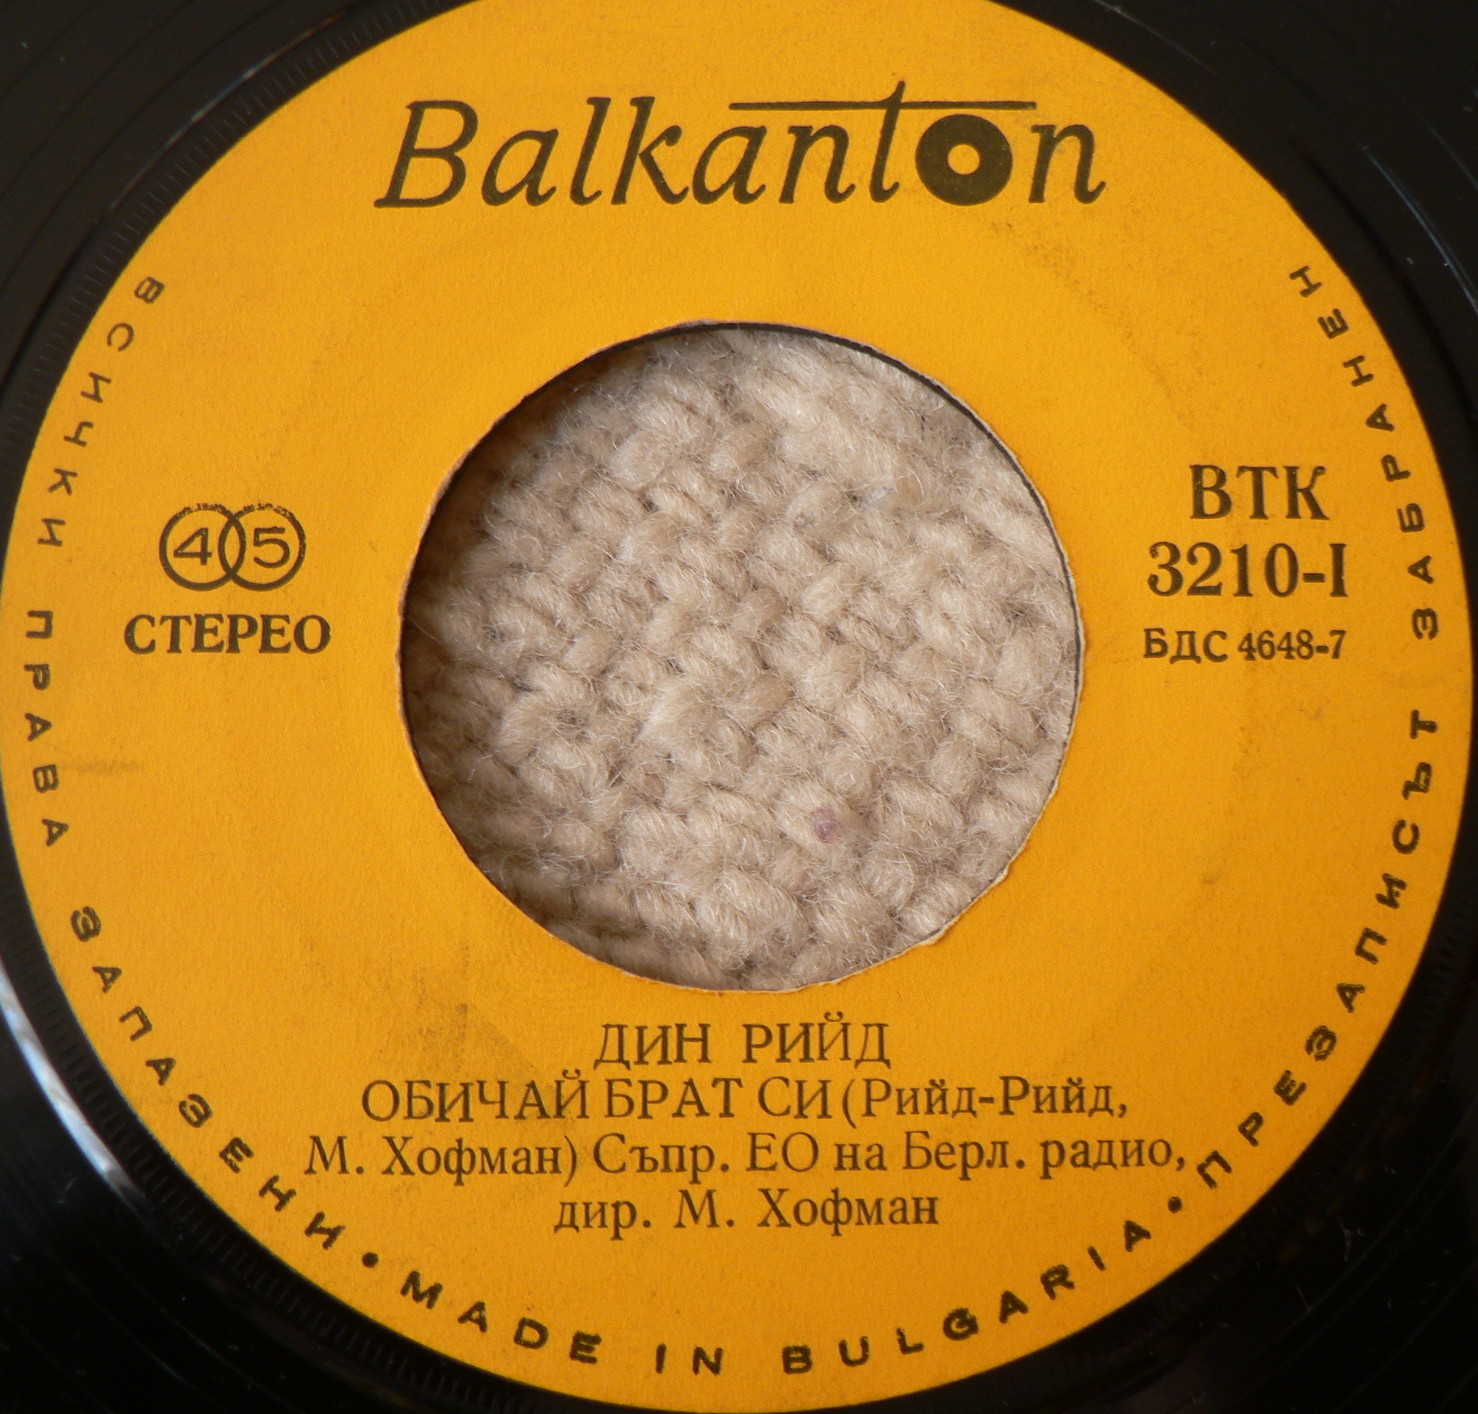 Balkanton
45
СТЕРЕО
ВТК
3210-I
БДС 4648-7
ДИН РИЙД
ОБИЧАЙ БРАТ СИ (Рийд-Рийд,
М. Хофман) Съпр. ЕО на Берл. радио,
дир. М. Хофман
ВСИЧКИ ПРАВА ЗАПАЗЕНИ • MADE IN BULGARIA • ПРЕЗАПИСЪТ ЗАБРАНЕН